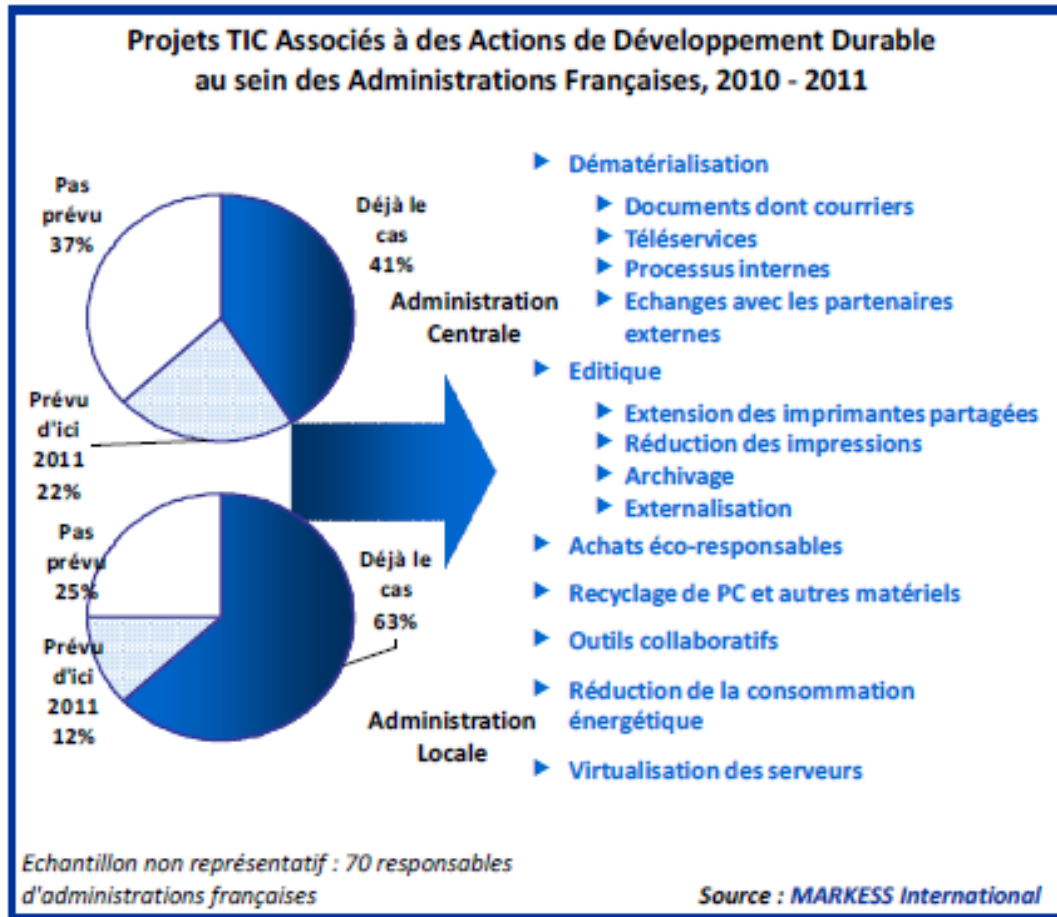 Projets TIC Associés à des Actions de Développement Durable
au sein des Administrations Françaises, 2010 - 2011
Pas
prévu
37%
Déjà le
cas
41%
Administration
Centrale
Prévu
d'ici
2011
22%
Pas
prévu
25%
Déjà le
cas
63%
Prévu
d'ici
2011
12%
Administration
Locale
Dématérialisation
Documents dont courriers
Téléservices
Processus internes
Echanges avec les partenaires
externes
Editique
Extension des imprimantes partagées
Réduction des impressions
Archivage
Externalisation
Achats éco-responsables
Recyclage de PC et autres matériels
Outils collaboratifs
Réduction de la consommation
énergétique
Virtualisation des serveurs
Echantillon non représentatif : 70 responsables
d'administrations françaises
Source : MARKESS International